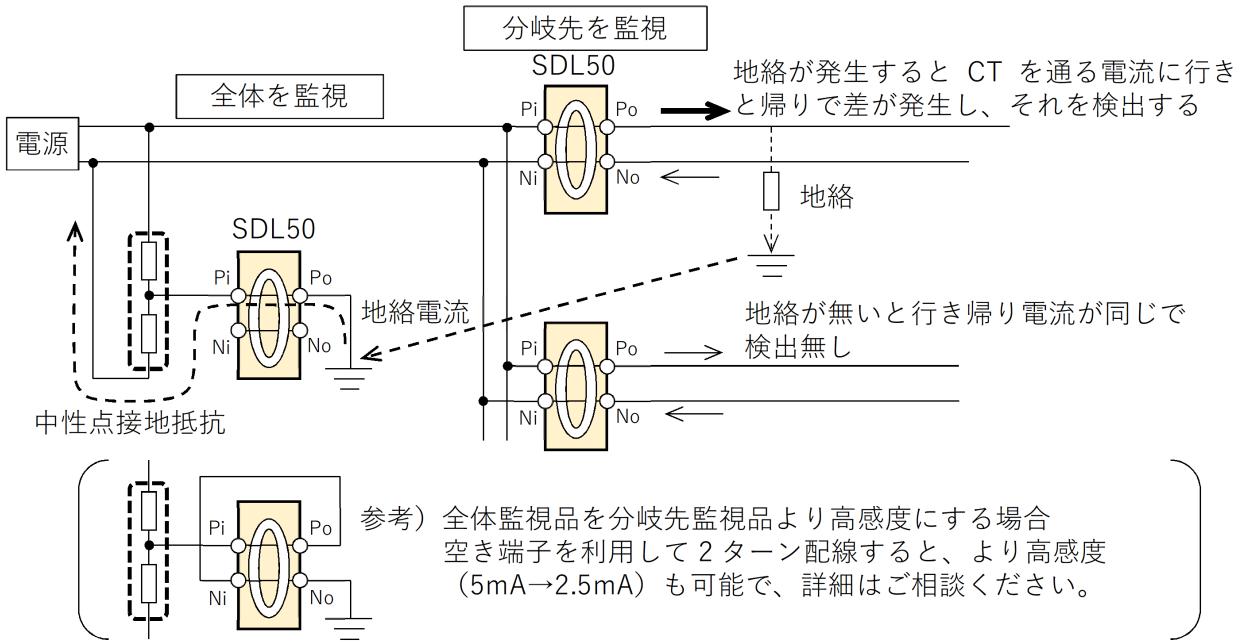 分岐先を監視
SDL50
全体を監視
地絡が発生すると CT を通る電流に行き
と帰りで差が発生し、それを検出する
Pi
Po
電源
Ni
No
地絡
SDL50
Pi
Po
地絡電流
Ni
No
地絡が無いと行き帰り電流が同じで
検出無し
Pi
Po
Ni
No
中性点接地抵抗
参考）全体監視品を分岐先監視品より高感度にする場合
空き端子を利用して 2 ターン配線すると、より高感度
（5mA→2.5mA）も可能で、詳細はご相談ください。
Pi
Po
Ni
No